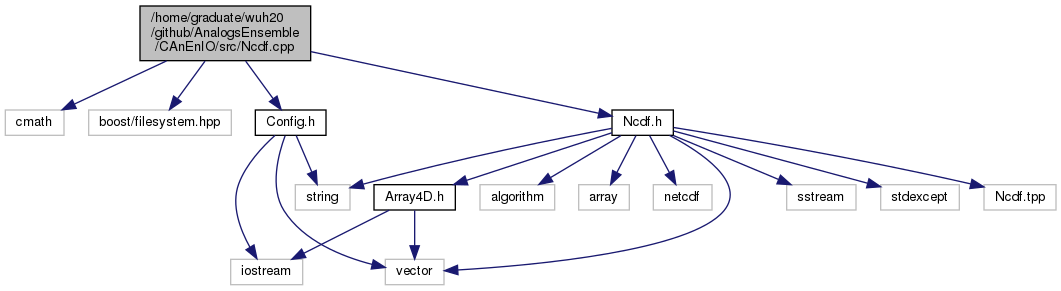 /home/graduate/wuh20
/github/AnalogsEnsemble
/CAnEnIO/src/Ncdf.cpp
cmath
boost/filesystem.hpp
Config.h
Ncdf.h
string
Array4D.h
algorithm
array
netcdf
sstream
stdexcept
Ncdf.tpp
iostream
vector